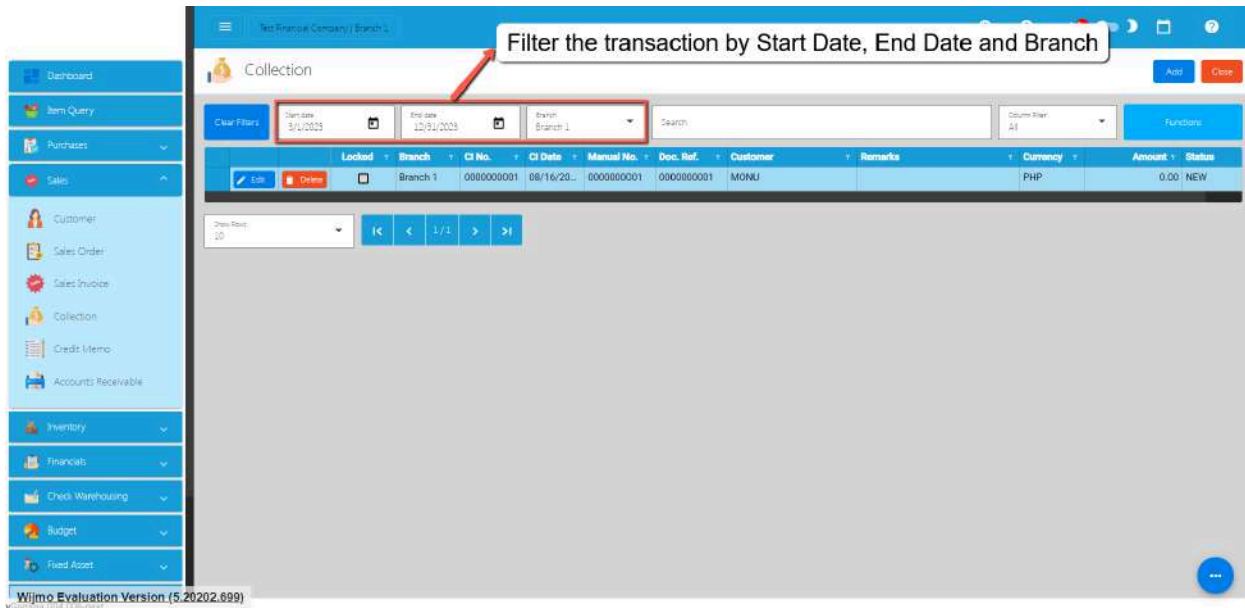 Test Financial Company | Branch 1
Filter the transaction by Start Date, End Date and Branch
Dashboard
Collection
Add
Close
Item Query
Clear Filters
Start date
End date
Branch
Column Filter
5/1/2023
12/31/2023
Branch 1
Search
All
Functions
Purchases
Locked Branch CI No. CI Date Manual No. Doc. Ref. Customer Remarks Currency Amount Status
Sales
Edit Delete Branch 1 0000000001 08/16/20... 0000000001 0000000001 MONU PHP 0.00 NEW
Customer
Show Rows:
10
1/1
Sales Order
Sales Invoice
Collection
Credit Memo
Accounts Receivable
Inventory
Financials
Check Warehousing
Budget
Fixed Asset
Wijmo Evaluation Version (5.20202.699)